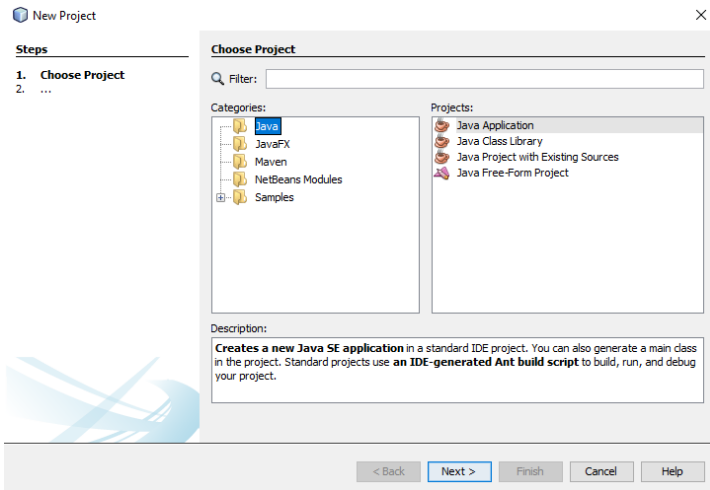 New Project
Steps
1. Choose Project
2. ...
Choose Project
Filter:
Categories:
Java
JavaFX
Maven
NetBeans Modules
Samples
Projects:
Java Application
Java Class Library
Java Project with Existing Sources
Java Free-Form Project
Description:
Creates a new Java SE application in a standard IDE project. You can also generate a main class
in the project. Standard projects use an IDE-generated Ant build script to build, run, and debug
your project.
< Back Next > Finish Cancel Help